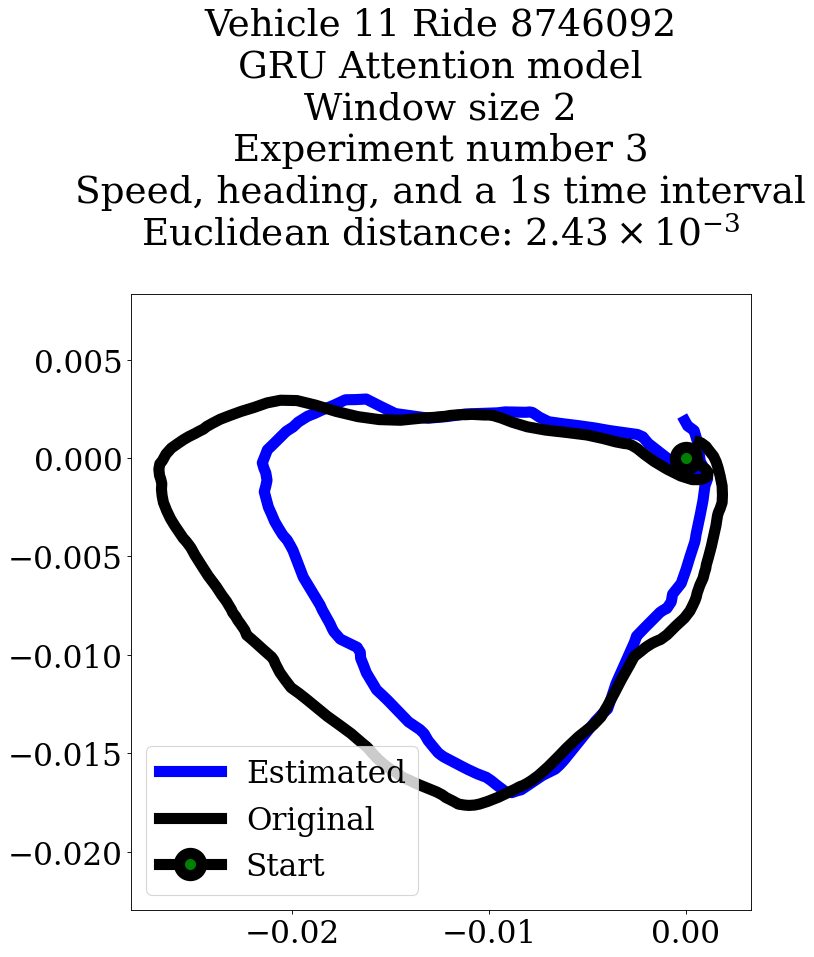 Vehicle 11 Ride 8746092
GRU Attention model
Window size 2
Experiment number 3
Speed, heading, and a 1s time interval
Euclidean distance: 2.43 × 10⁻³
0.005
0.000
−0.005
−0.010
−0.015
−0.020
Estimated
Original
Start
−0.02 −0.01 0.00